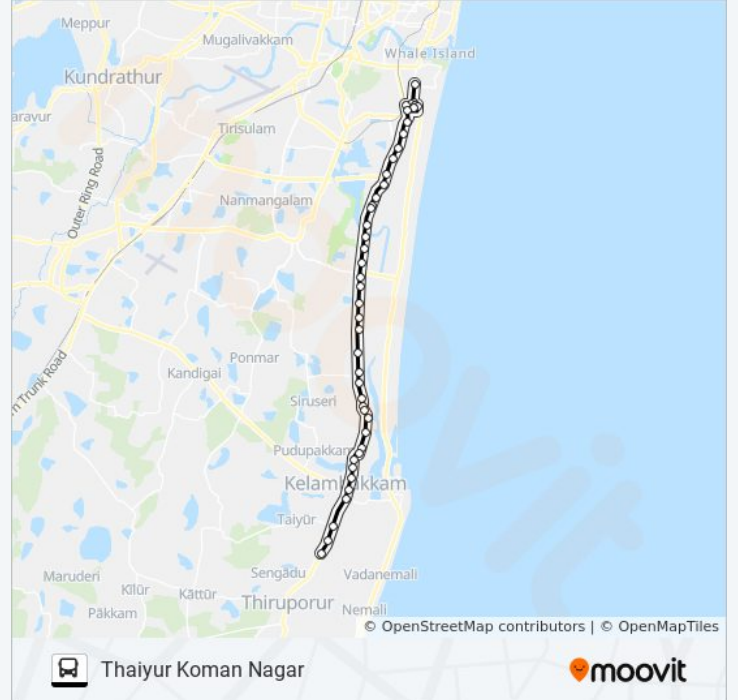 Meppur
Mugalivakkam
Whale Island
Kundrathur
aravur
Tirisulam
Outer Ring Road
Nanmangalam
Ponmar
n Trunk Road
Kandigai
Siruseri
Pudupakkam
Kelambakkam
Taiyūr
Maruderi
Sengādu
Vadanemali
Kīlūr
Kāttūr
Thiruporur
Nemali
Pākkam
© OpenStreetMap contributors | © OpenMapTiles
Thaiyur Koman Nagar
moovit